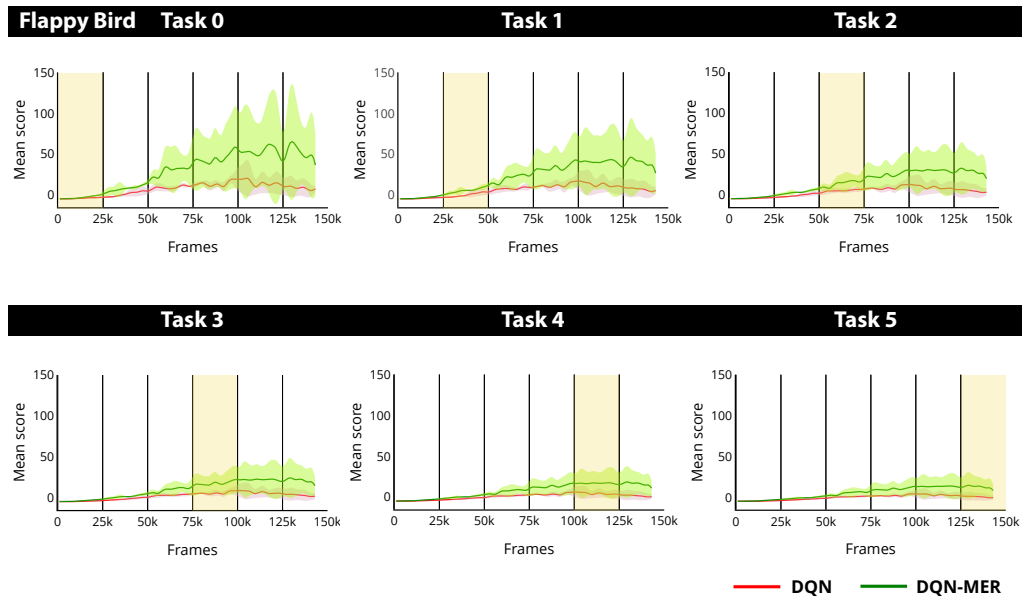 Flappy Bird Task 0 Task 1 Task 2
150 150 150
100 100 100
50 50 50
0 0 0
Mean score Mean score Mean score
0 25k 50k 75k 100k 125k 150k 0 25k 50k 75k 100k 125k 150k 0 25k 50k 75k 100k 125k 150k
Frames Frames Frames
Task 3 Task 4 Task 5
150 150 150
100 100 100
50 50 50
0 0 0
Mean score Mean score Mean score
0 25k 50k 75k 100k 125k 150k 0 25k 50k 75k 100k 125k 150k 0 25k 50k 75k 100k 125k 150k
Frames Frames Frames
DQN DQN-MER